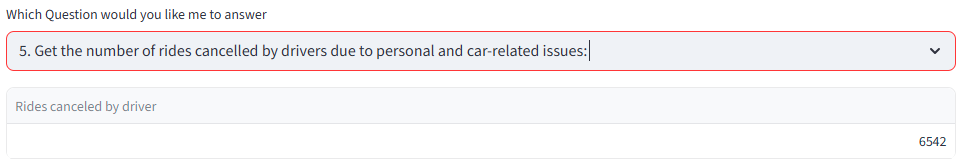 Which Question would you like me to answer
5. Get the number of rides cancelled by drivers due to personal and car-related issues:
Rides canceled by driver
6542